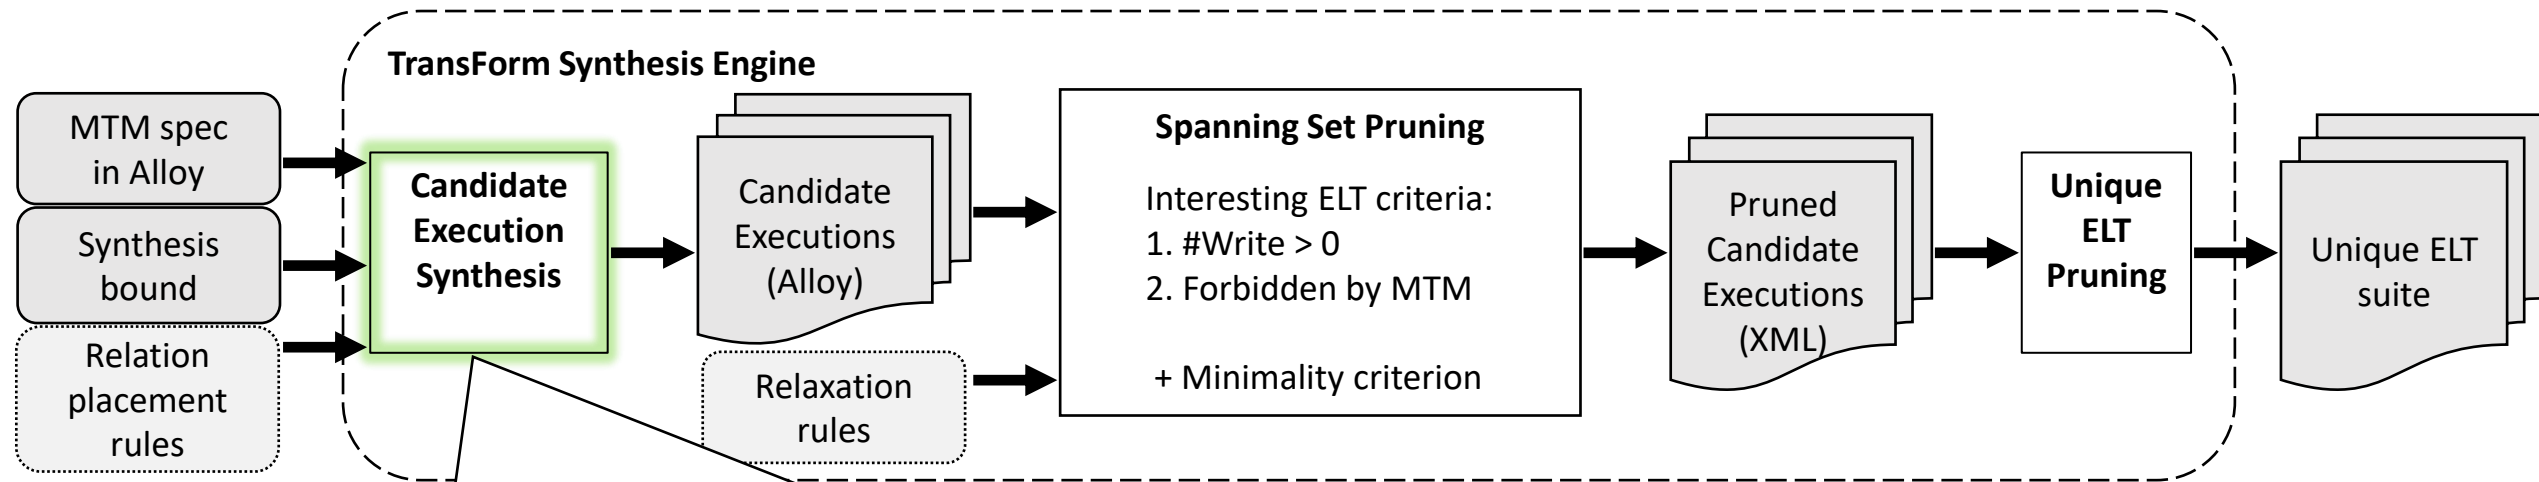 TransForm Synthesis Engine
MTM spec
in Alloy
Synthesis
bound
Relation
placement
rules
Candidate
Execution
Synthesis
Candidate
Executions
(Alloy)
Relaxation
rules
Spanning Set Pruning
Interesting ELT criteria:
1. #Write > 0
2. Forbidden by MTM
+ Minimality criterion
Pruned
Candidate
Executions
(XML)
Unique
ELT
Pruning
Unique ELT
suite